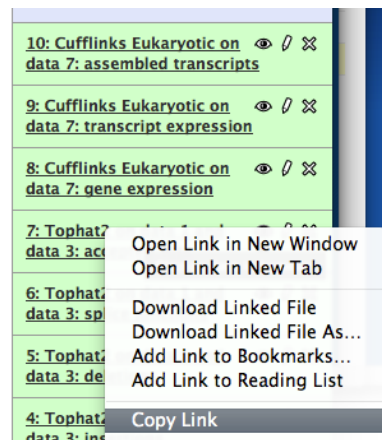 10: Cufflinks Eukaryotic on
data 7: assembled transcripts
9: Cufflinks Eukaryotic on
data 7: transcript expression
8: Cufflinks Eukaryotic on
data 7: gene expression
7: Tophat2
data 3:
Open Link in New Window
Open Link in New Tab
6: Tophat2
data 3:
Download Linked File
Download Linked File As...
Add Link to Bookmarks...
5: Tophat2
data 3:
Add Link to Reading List
4: Tophat2
data 3:
Copy Link